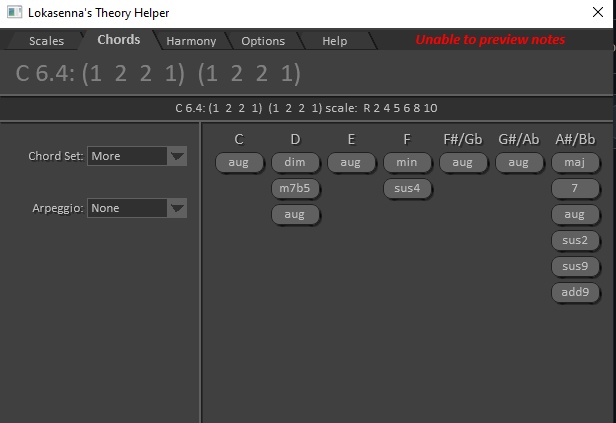 Lokasenna's Theory Helper
Scales Chords Harmony Options Help Unable to preview notes
C 6.4: (1 2 2 1) (1 2 2 1)
C 6.4: (1 2 2 1) (1 2 2 1) scale: R 2 4 5 6 8 10
C D E F F#/Gb G#/Ab A#/Bb
Chord Set: More
aug dim aug min aug aug maj
m7b5 sus4 7
Arpeggio: None
aug aug
sus2
sus9
add9